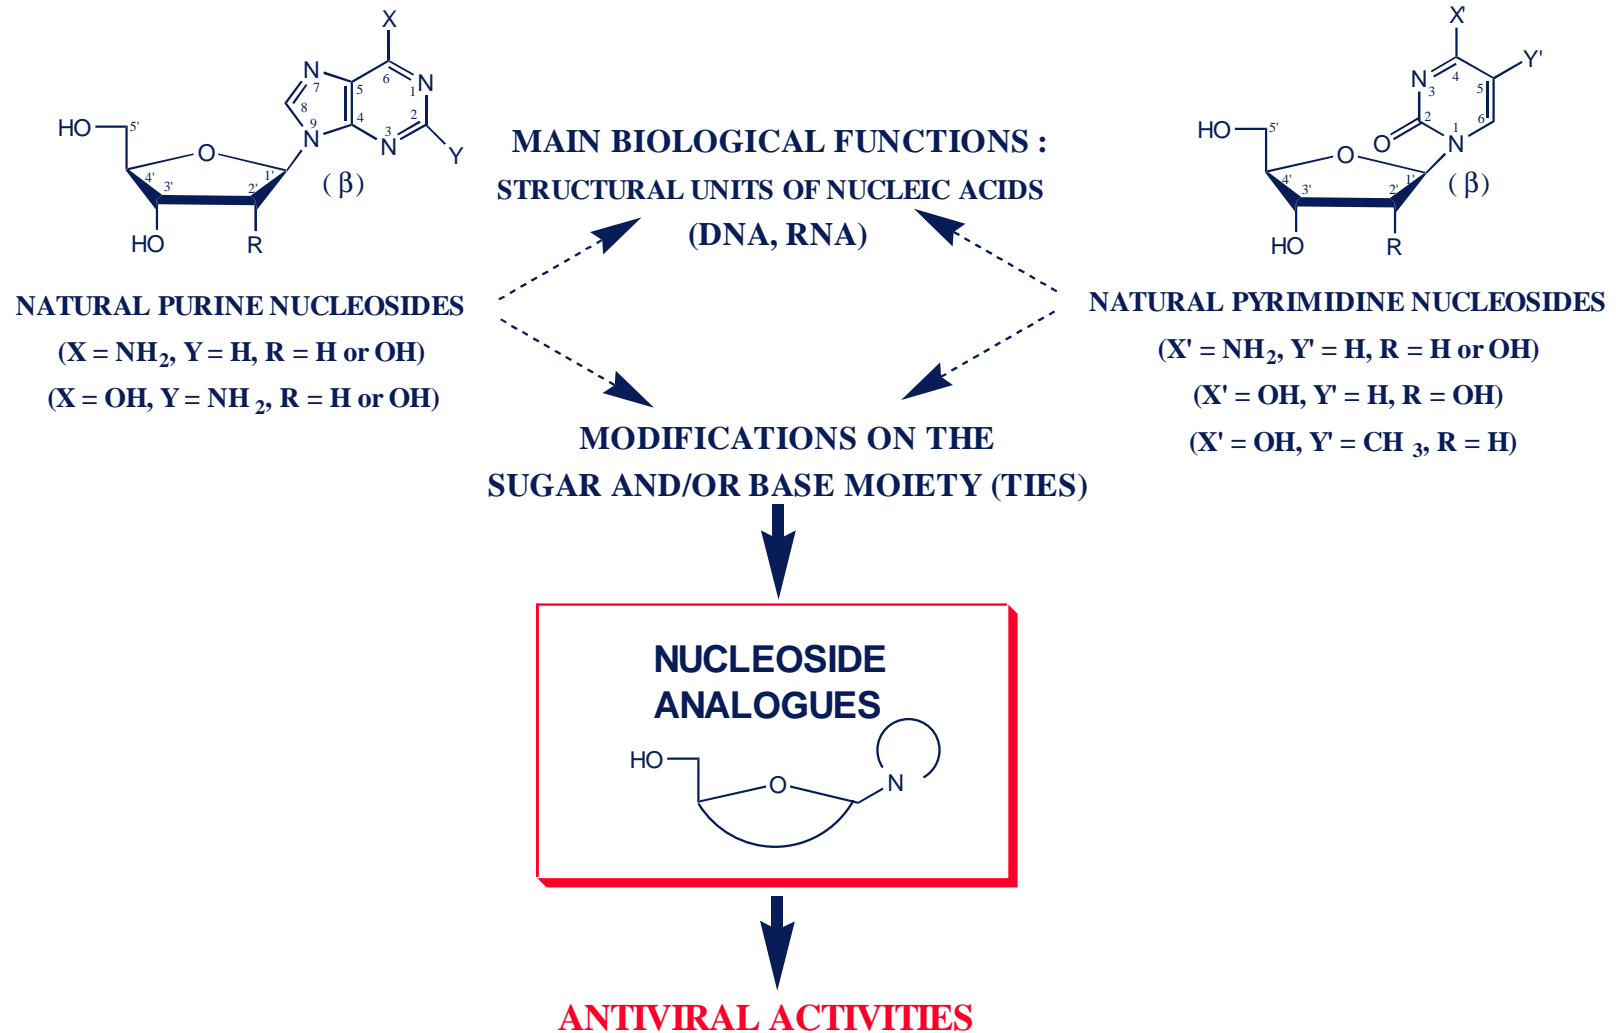 X
6
N
7
5
N
1
8
9
N
4
3
N
2
Y
HO
5'
O
4'
3'
2'
1'
( β)
HO
R
NATURAL PURINE NUCLEOSIDES
(X = NH2, Y = H, R = H or OH)
(X = OH, Y = NH 2, R = H or OH)
MAIN BIOLOGICAL FUNCTIONS :
STRUCTURAL UNITS OF NUCLEIC ACIDS
(DNA, RNA)
X'
4
Y'
N
3
5
2
1
6
O
N
HO
5'
O
4'
3'
2'
1'
( β)
HO
R
NATURAL PYRIMIDINE NUCLEOSIDES
(X' = NH2, Y' = H, R = H or OH)
(X' = OH, Y' = H, R = OH)
(X' = OH, Y' = CH 3, R = H)
MODIFICATIONS ON THE
SUGAR AND/OR BASE MOIETY (TIES)
NUCLEOSIDE
ANALOGUES
HO
O
N
ANTIVIRAL ACTIVITIES